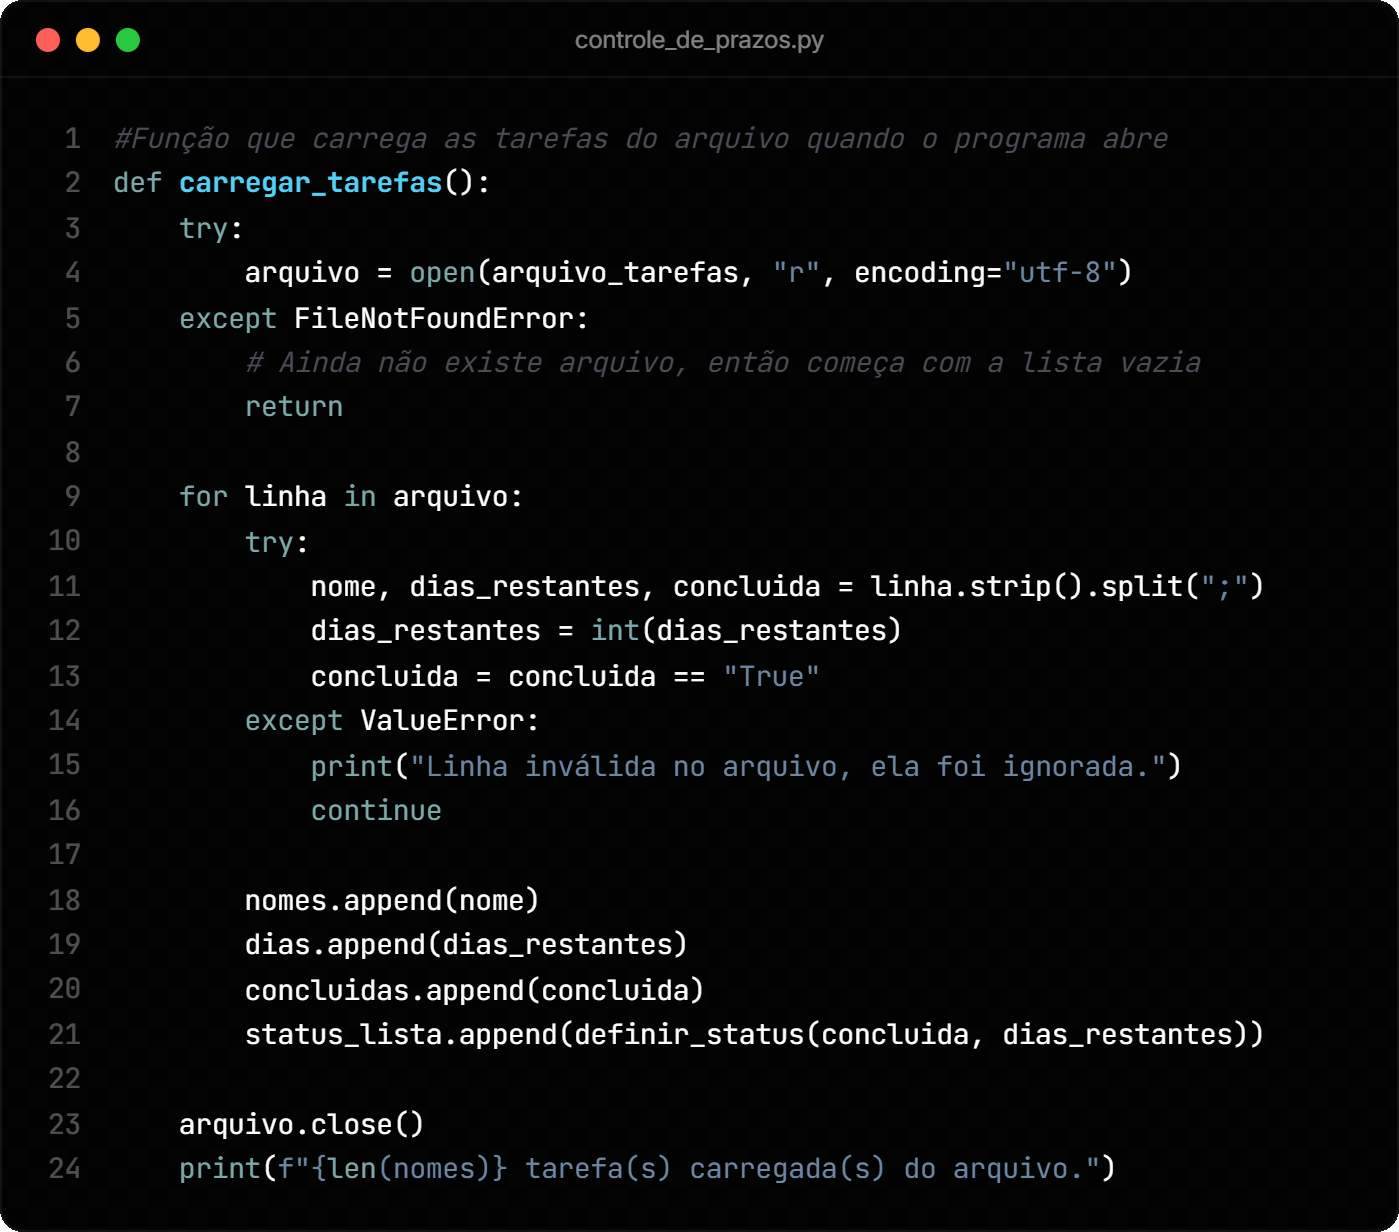 controle_de_prazos.py
1 #Função que carrega as tarefas do arquivo quando o programa abre
2 def carregar_tarefas():
3     try:
4         arquivo = open(arquivo_tarefas, "r", encoding="utf-8")
5     except FileNotFoundError:
6         # Ainda não existe arquivo, então começa com a lista vazia
7         return
8
9     for linha in arquivo:
10         try:
11             nome, dias_restantes, concluida = linha.strip().split(";")
12             dias_restantes = int(dias_restantes)
13             concluida = concluida == "True"
14         except ValueError:
15             print("Linha inválida no arquivo, ela foi ignorada.")
16             continue
17
18         nomes.append(nome)
19         dias.append(dias_restantes)
20         concluidas.append(concluida)
21         status_lista.append(definir_status(concluida, dias_restantes))
22
23     arquivo.close()
24     print(f"{len(nomes)} tarefa(s) carregada(s) do arquivo.")